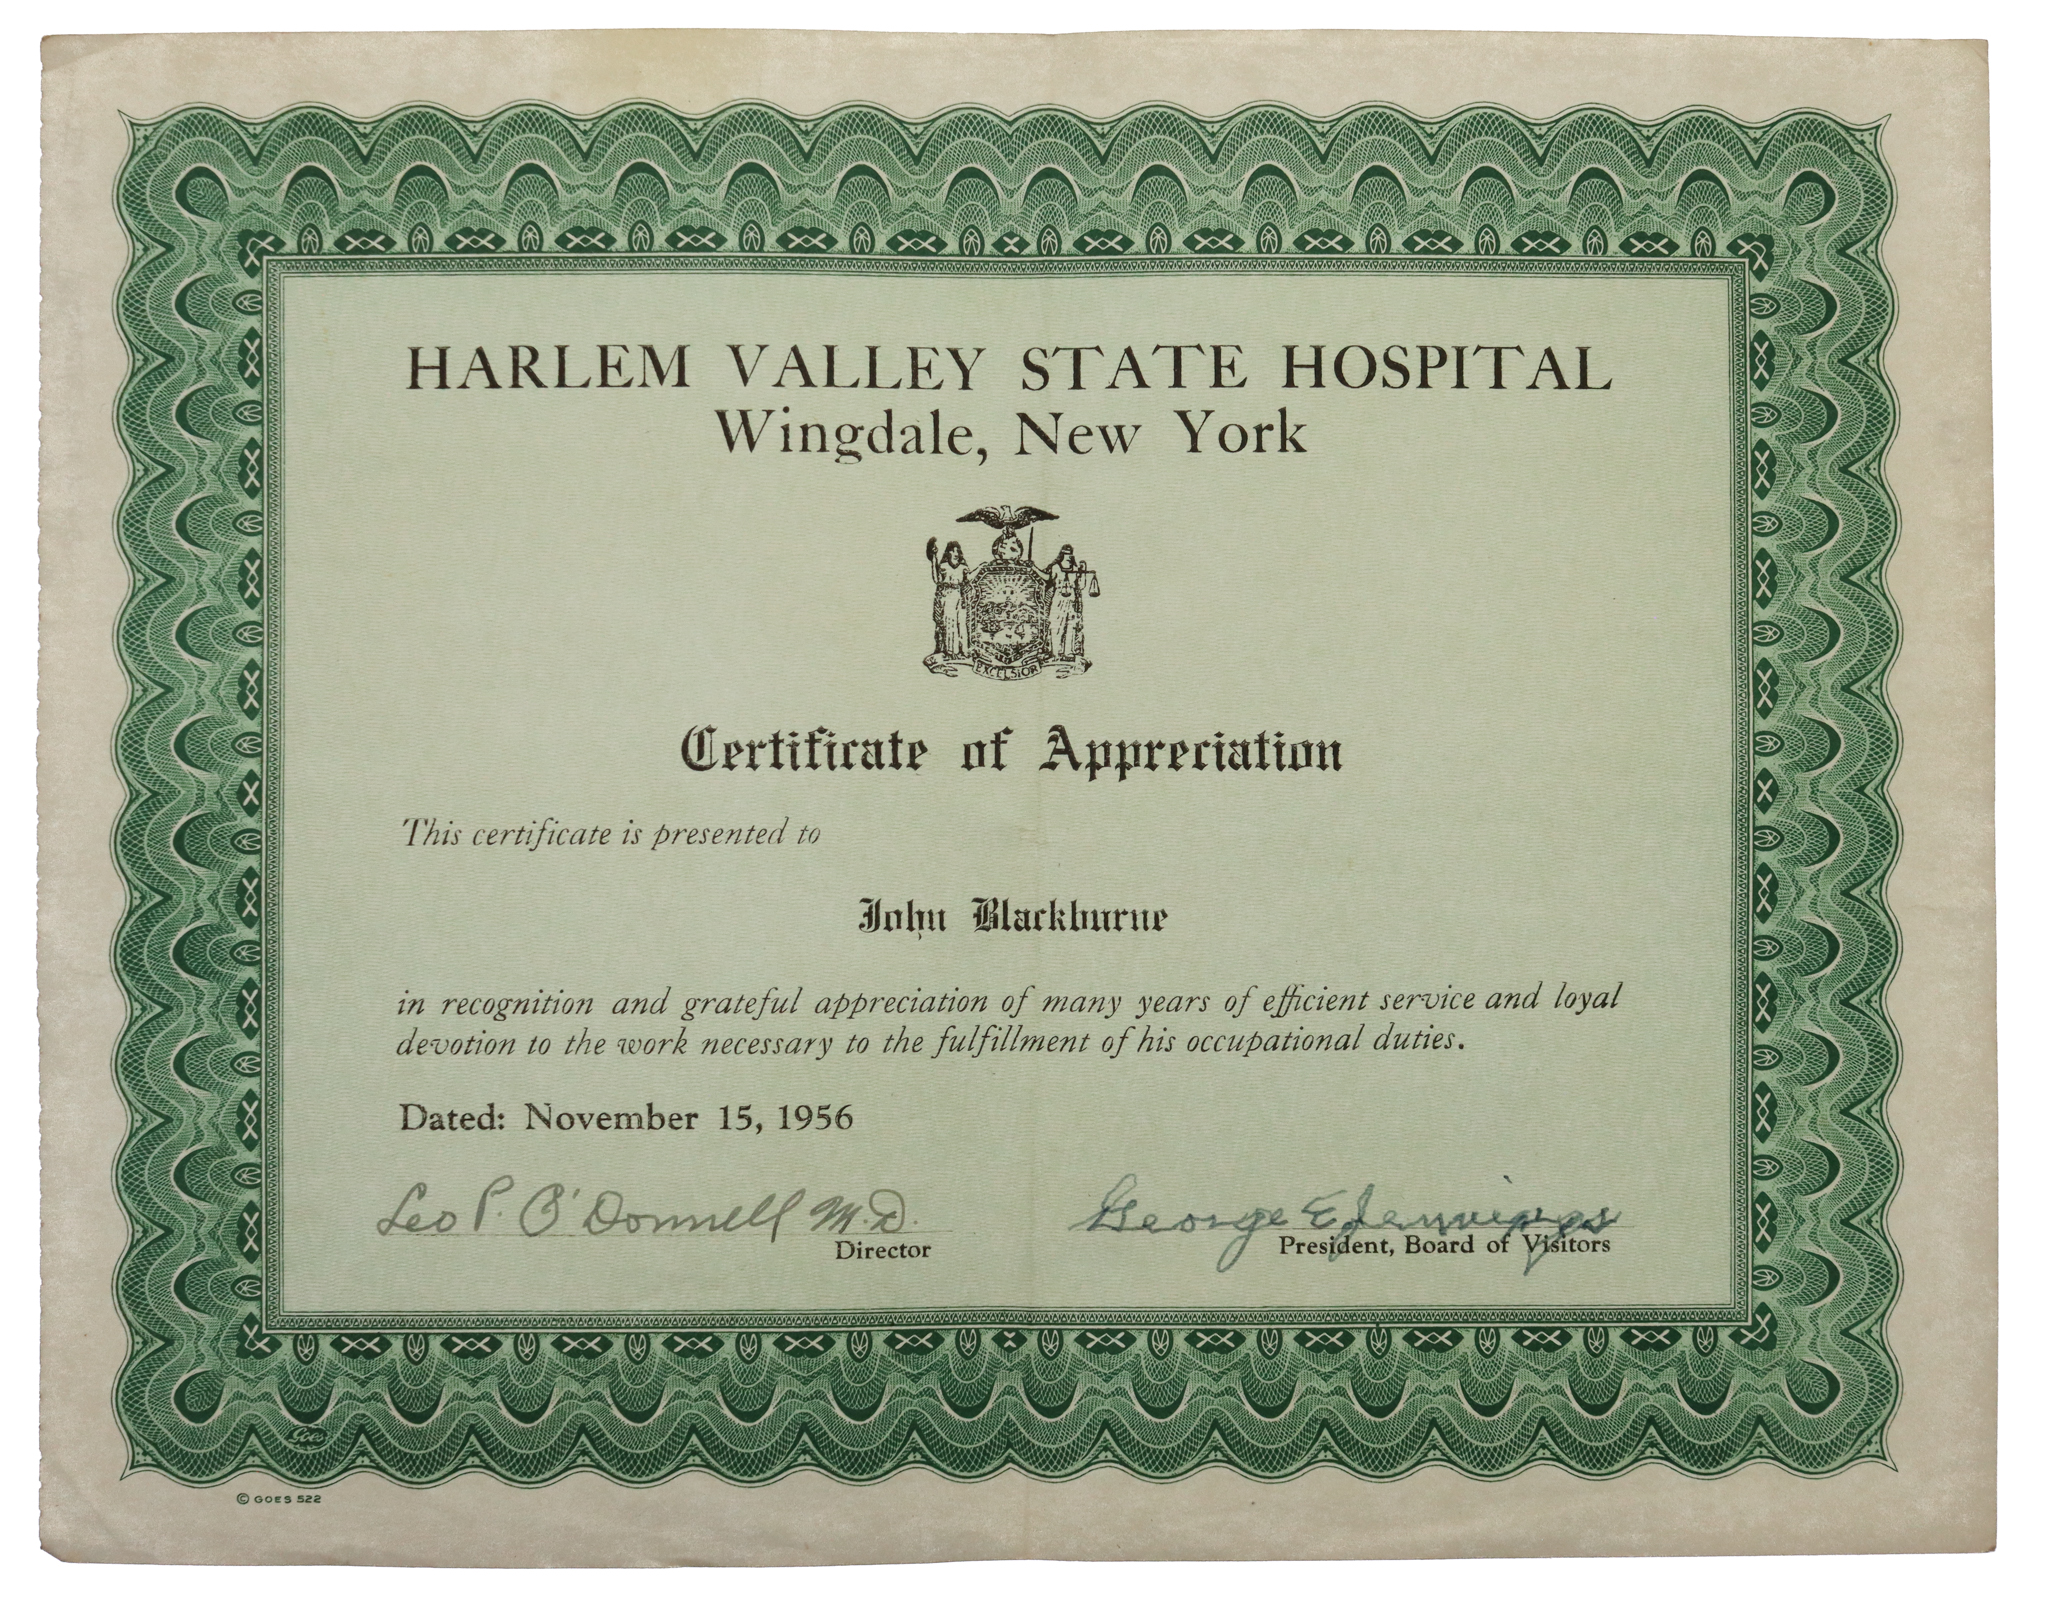 HARLEM VALLEY STATE HOSPITAL
Wingdale, New York
EXCELSIOR
Certificate of Appreciation
This certificate is presented to
John Blackburne
in recognition and grateful appreciation of many years of efficient service and loyal
devotion to the work necessary to the fulfillment of his occupational duties.
Dated: November 15, 1956
Leo P. O'Donnell M.D.
Director
George E Jennings
President, Board of Visitors
Goes
© GOES 522